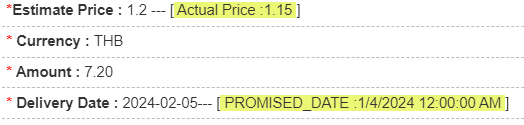 *Estimate Price : 1.2 --- [ Actual Price :1.15 ]
* Currency : THB
* Amount : 7.20
* Delivery Date : 2024-02-05--- [ PROMISED_DATE :1/4/2024 12:00:00 AM ]